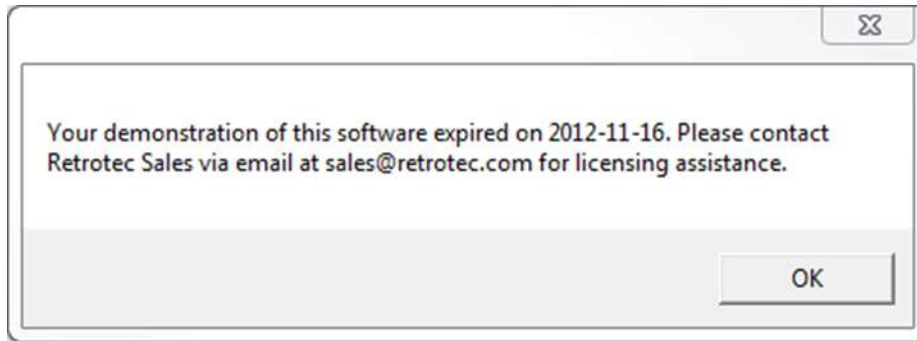 Your demonstration of this software expired on 2012-11-16. Please contact
Retrotec Sales via email at sales@retrotec.com for licensing assistance.
OK